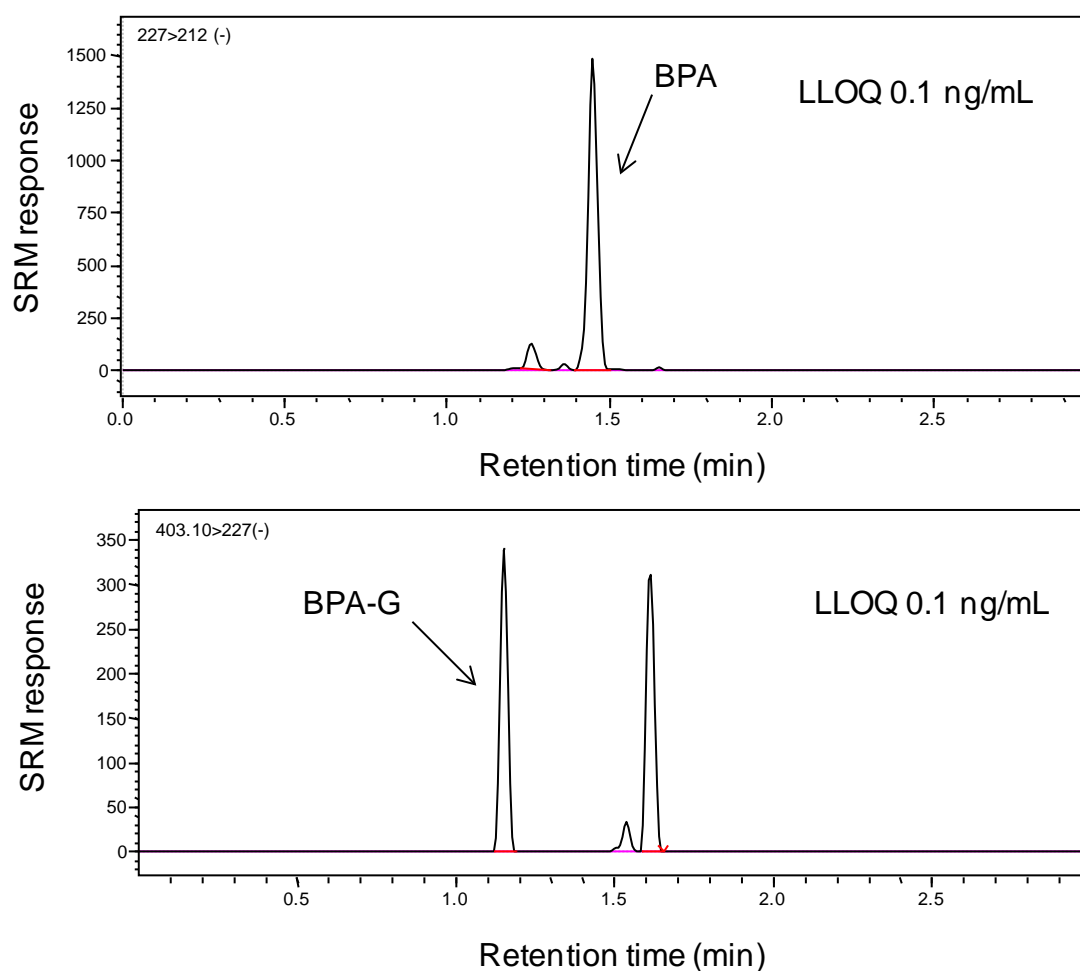 227>212 (-)
BPA
LLOQ 0.1 ng/mL
SRM response
1500
1250
1000
750
500
250
0
0.0 0.5 1.0 1.5 2.0 2.5
Retention time (min)
403.10>227(-)
BPA-G
LLOQ 0.1 ng/mL
SRM response
350
300
250
200
150
100
50
0
0.5 1.0 1.5 2.0 2.5
Retention time (min)